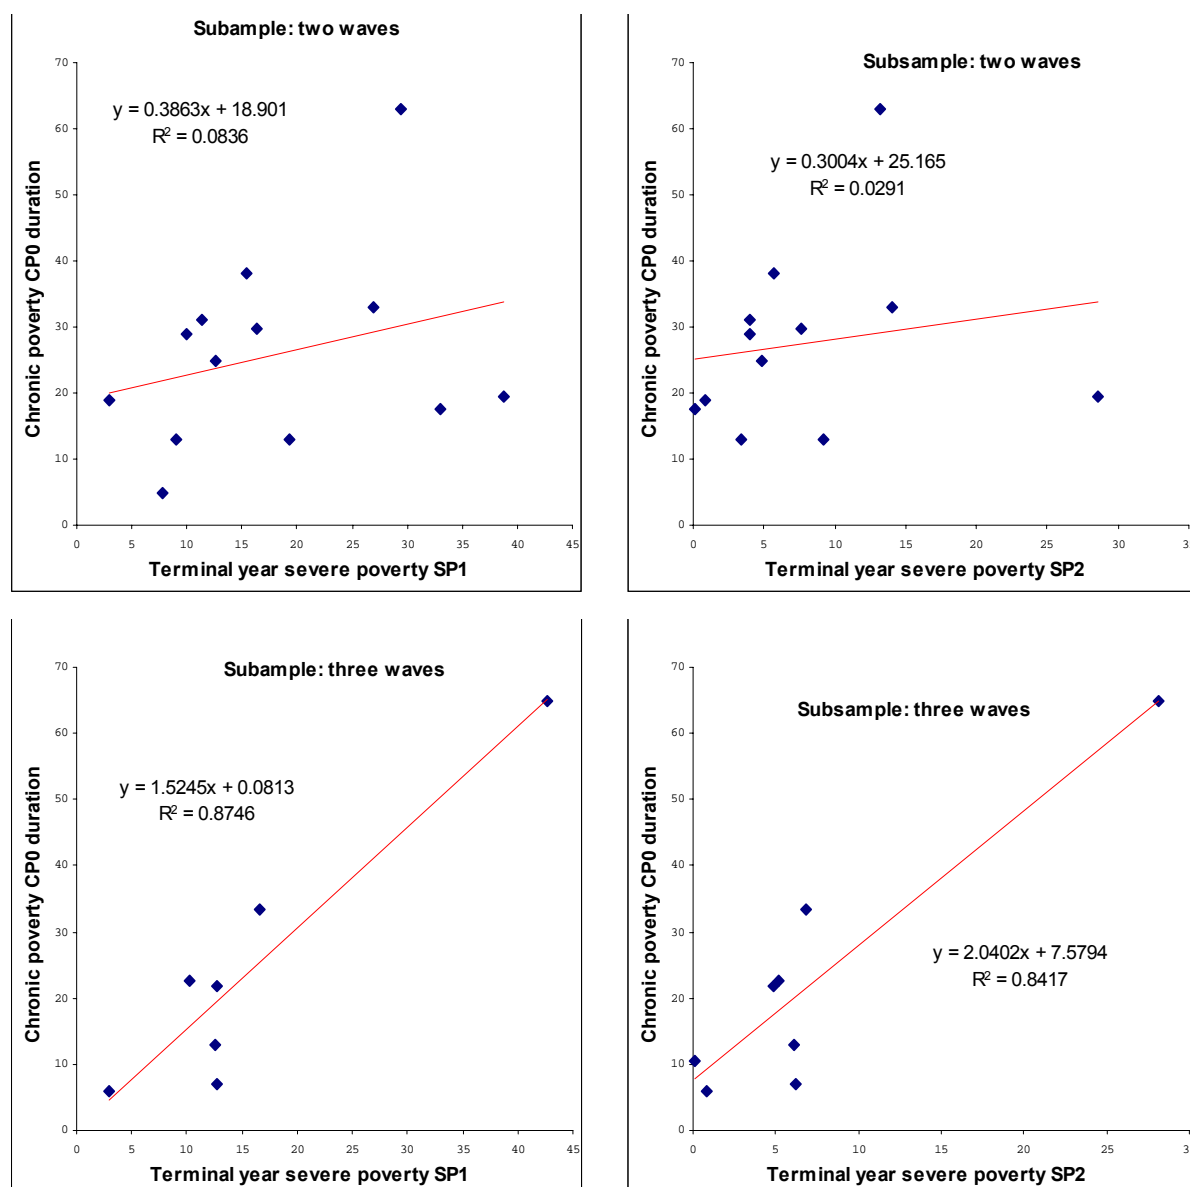 Subample: two waves
y = 0.3863x + 18.901
R² = 0.0836
Chronic poverty CP0 duration
70
60
50
40
30
20
10
0
0 5 10 15 20 25 30 35 40 45
Terminal year severe poverty SP1
Subsample: two waves
y = 0.3004x + 25.165
R² = 0.0291
Chronic poverty CP0 duration
70
60
50
40
30
20
10
0
0 5 10 15 20 25 30
Terminal year severe poverty SP2
Subample: three waves
y = 1.5245x + 0.0813
R² = 0.8746
Chronic poverty CP0 duration
70
60
50
40
30
20
10
0
0 5 10 15 20 25 30 35 40 45
Terminal year severe poverty SP1
Subsample: three waves
y = 2.0402x + 7.5794
R² = 0.8417
Chronic poverty CP0 duration
70
60
50
40
30
20
10
0
0 5 10 15 20 25
Terminal year severe poverty SP2